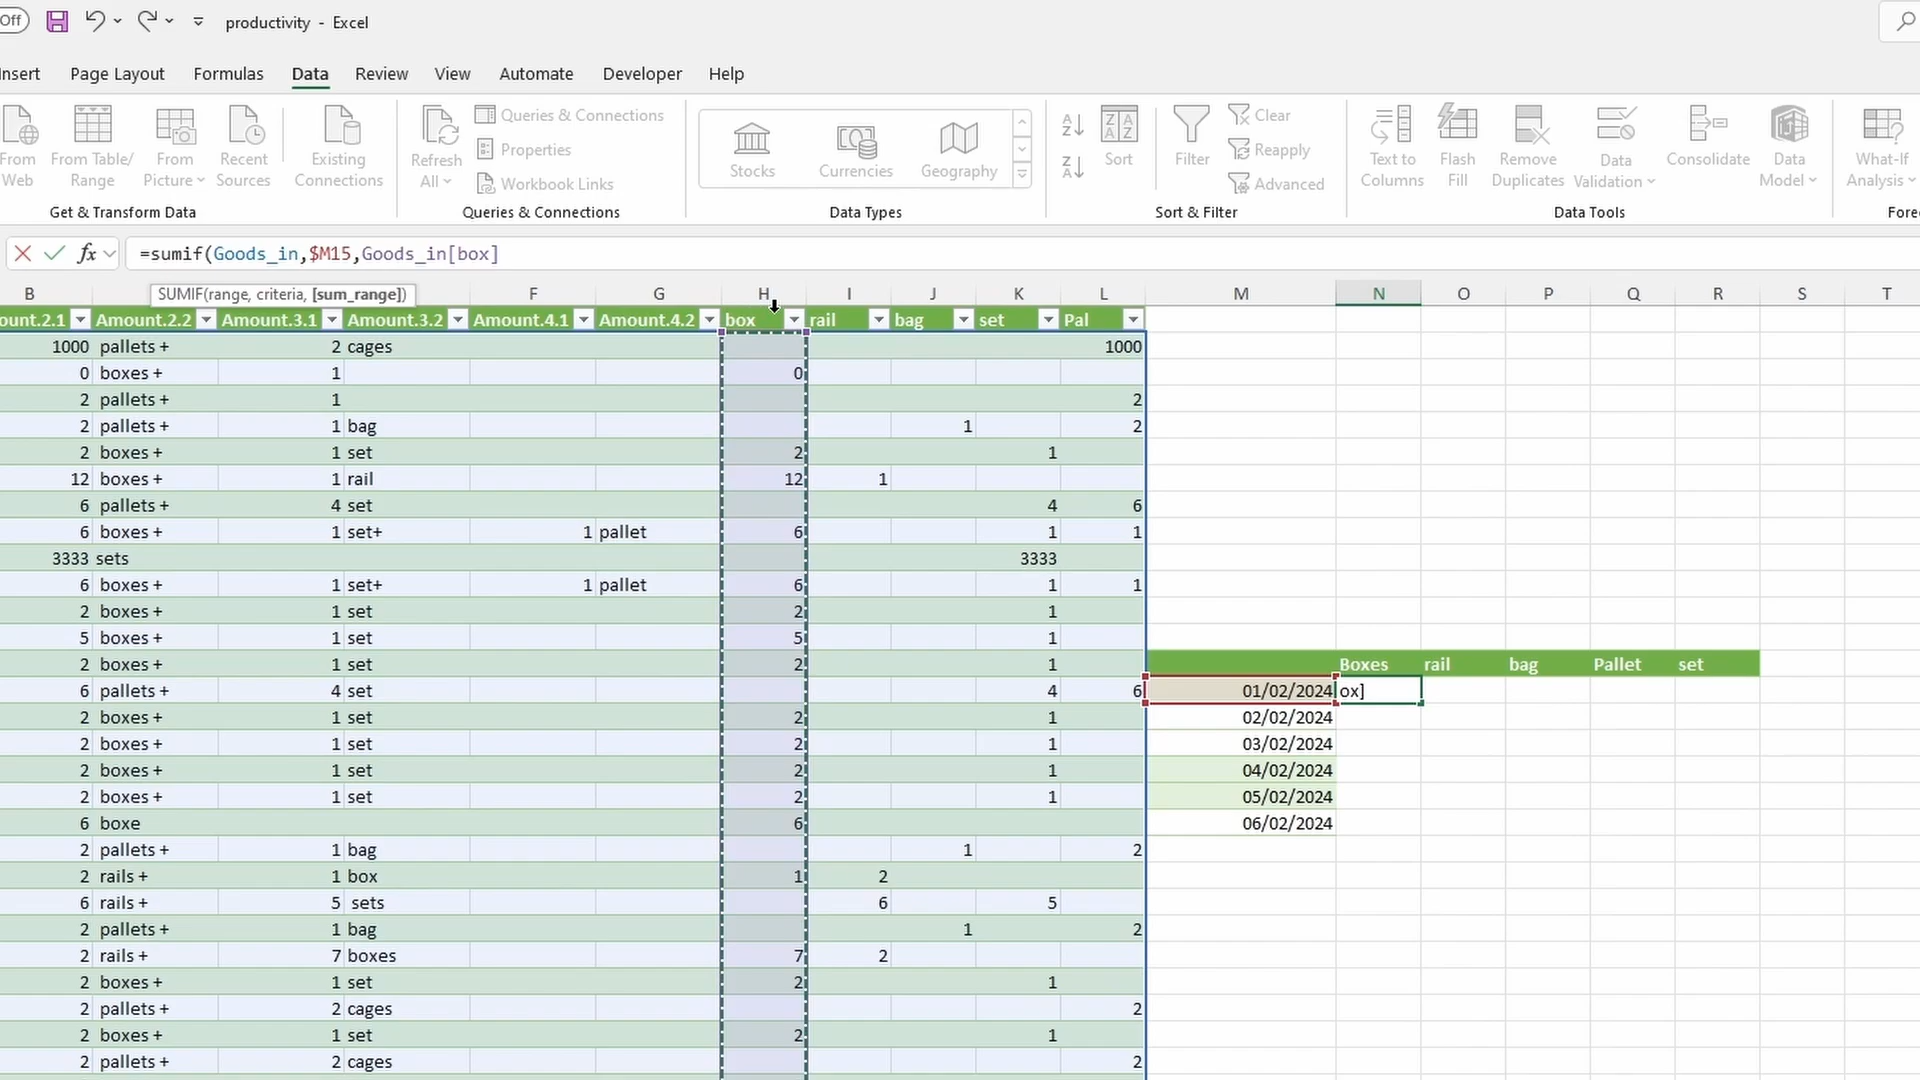 Off
productivity - Excel
Insert Page Layout Formulas Data Review View Automate Developer Help
From Web
From Table/ Range
From Picture
Recent Sources
Existing Connections
Get & Transform Data
Refresh All
Queries & Connections
Properties
Workbook Links
Queries & Connections
Stocks
Currencies
Geography
Data Types
Sort
Filter
Clear
Reapply
Advanced
Sort & Filter
Text to Columns
Flash Fill
Remove Duplicates
Data Validation
Consolidate
Data Model
Data Tools
What-If Analysis
Fore
fx =sumif(Goods_in,$M15,Goods_in[box]
SUMIF(range, criteria, [sum_range])
B F G H I J K L M N O P Q R S T
ount.2.1 Amount.2.2 Amount.3.1 Amount.3.2 Amount.4.1 Amount.4.2 box rail bag set Pal
1000 pallets + 2 cages 1000
0 boxes + 1 0
2 pallets + 1 2
2 pallets + 1 bag 1 2
2 boxes + 1 set 2 1
12 boxes + 1 rail 12 1
6 pallets + 4 set 4 6
6 boxes + 1 set+ 1 pallet 6 1 1
3333 sets 3333
6 boxes + 1 set+ 1 pallet 6 1 1
2 boxes + 1 set 2 1
5 boxes + 1 set 5 1
2 boxes + 1 set 2 1 Boxes rail bag Pallet set
6 pallets + 4 set 4 6 01/02/2024 ox]
2 boxes + 1 set 2 1 02/02/2024
2 boxes + 1 set 2 1 03/02/2024
2 boxes + 1 set 2 1 04/02/2024
2 boxes + 1 set 2 1 05/02/2024
6 boxe 6 06/02/2024
2 pallets + 1 bag 1 2
2 rails + 1 box 1 2
6 rails + 5 sets 6 5
2 pallets + 1 bag 1 2
2 rails + 7 boxes 7 2
2 boxes + 1 set 2 1
2 pallets + 2 cages 2
2 boxes + 1 set 2 1
2 pallets + 2 cages 2